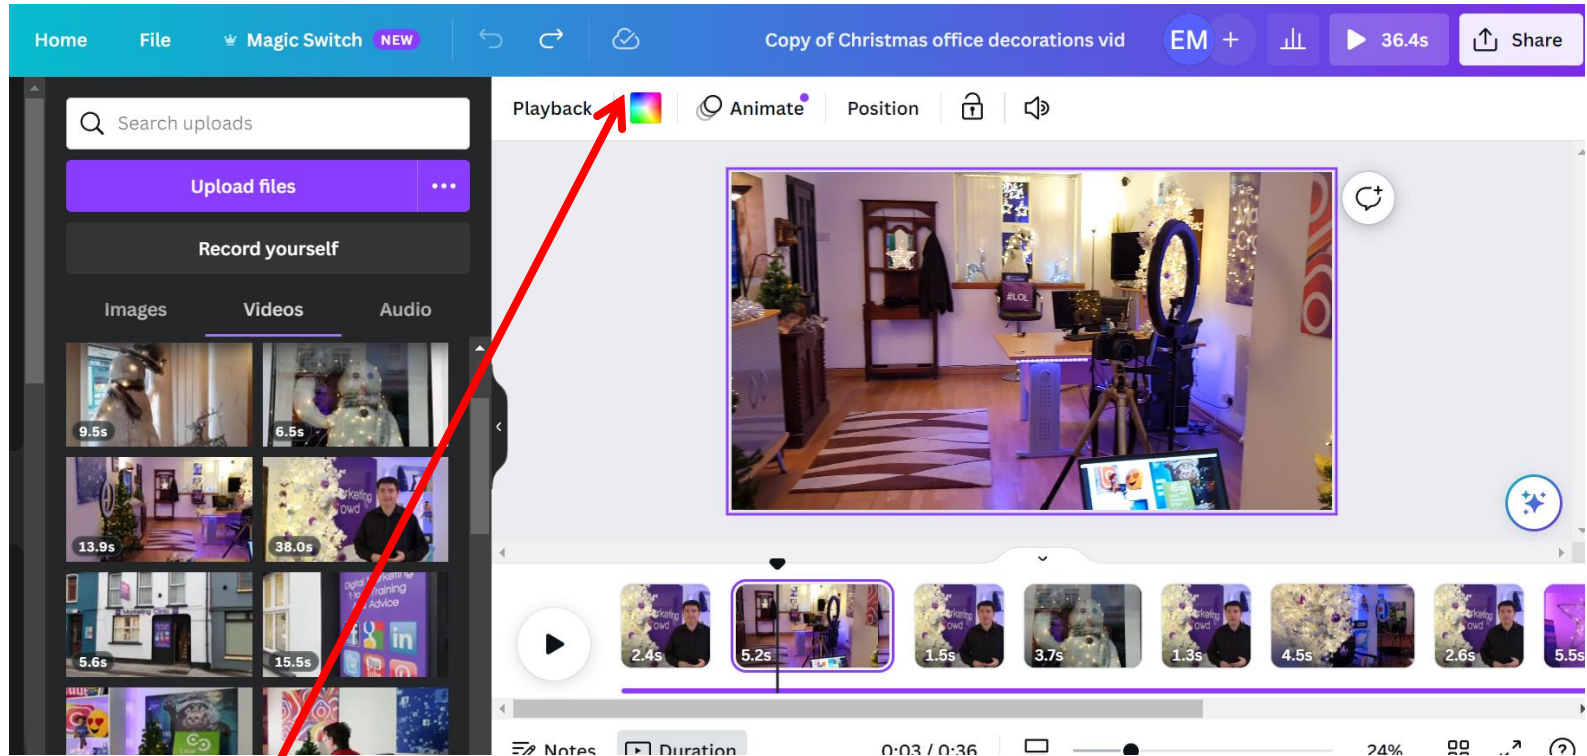 Home File Magic Switch NEW Copy of Christmas office decorations vid EM + 36.4s Share
Search uploads
Upload files
Record yourself
Images Videos Audio
9.5s 6.5s
13.9s 38.0s
5.6s 15.5s
Playback Animate Position
#LOL
2.4s 5.2s 1.5s 3.7s 1.3s 4.5s 2.6s 5.5s
Notes Duration 0:03 / 0:36 24%